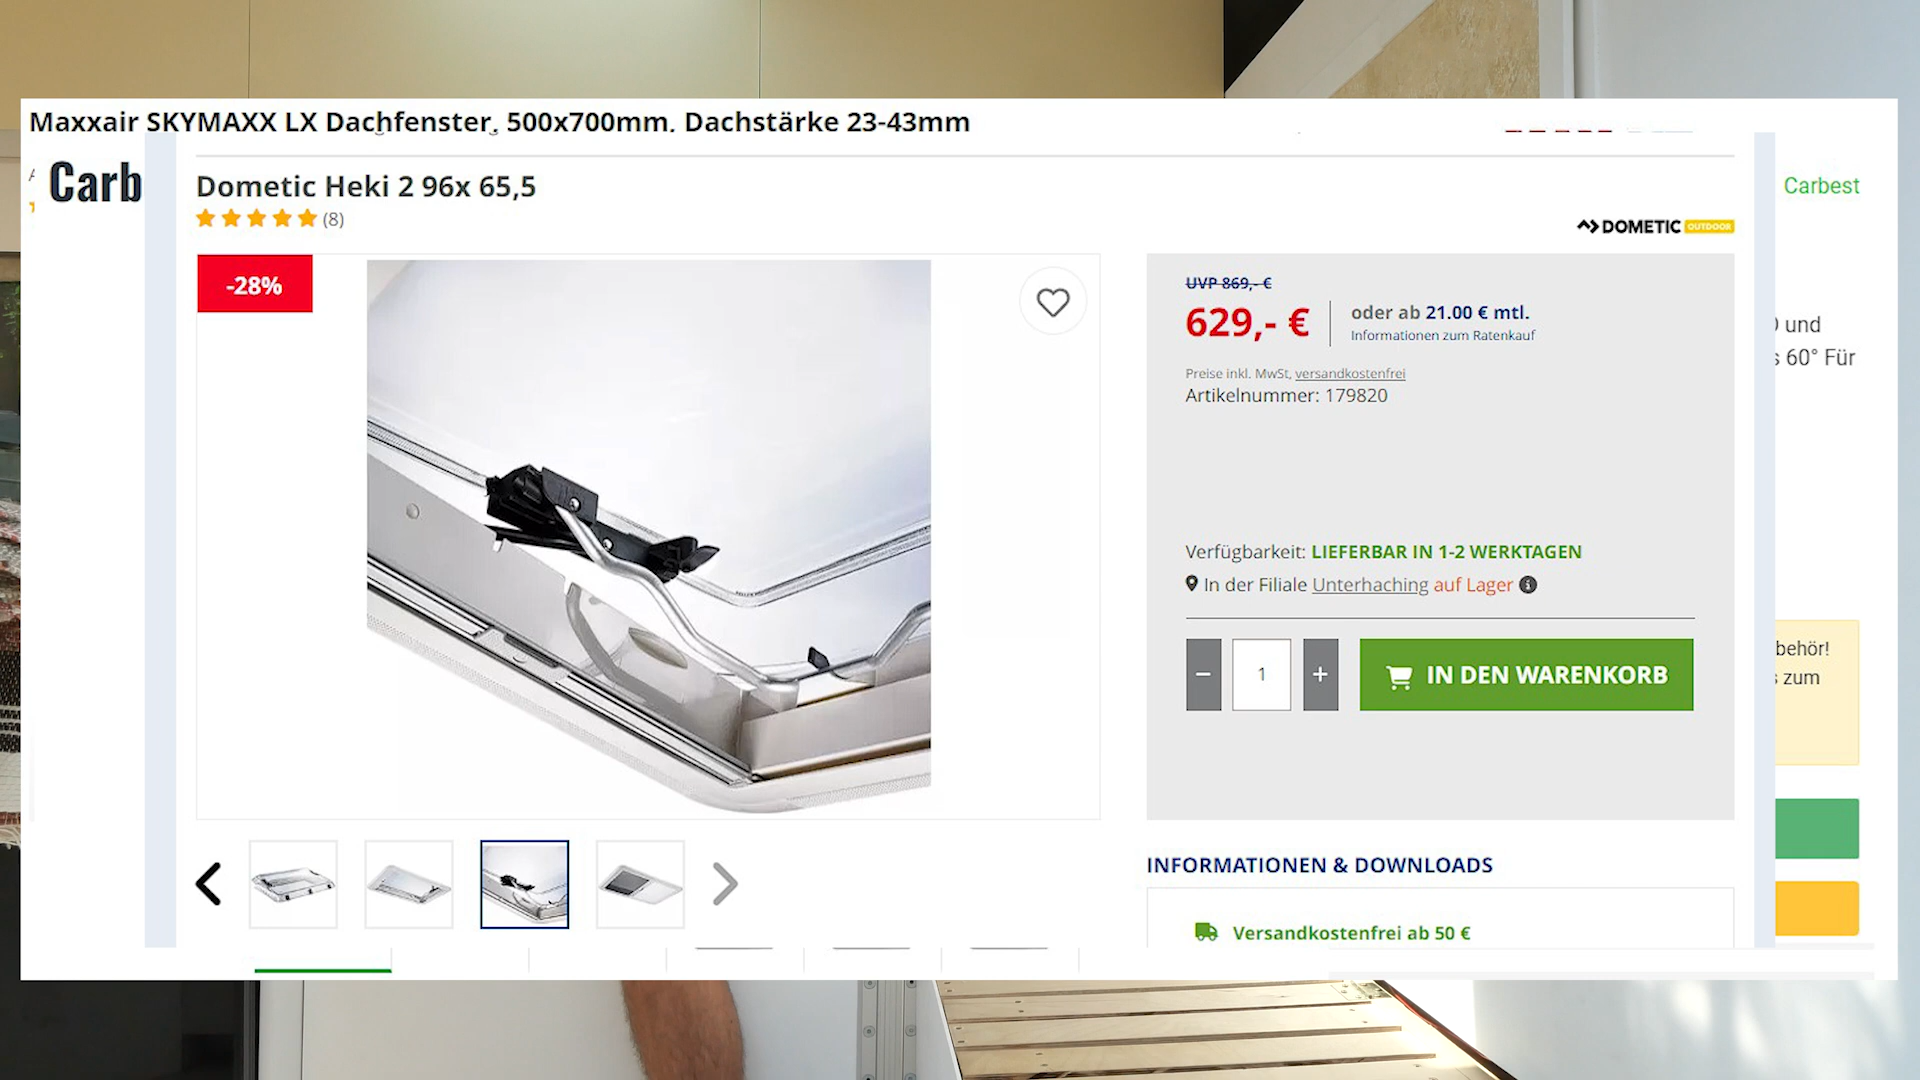 Maxxair SKYMAXX LX Dachfenster, 500x700mm, Dachstärke 23-43mm
Carb
Dometic Heki 2 96x 65,5
(8)
DOMETIC OUTDOOR
Carbest
-28%
UVP 869,- €
629,- €
oder ab 21.00 € mtl.
Informationen zum Ratenkauf
und
60° Für
Preise inkl. MwSt, versandkostenfrei
Artikelnummer: 179820
Verfügbarkeit: LIEFERBAR IN 1-2 WERKTAGEN
In der Filiale Unterhaching auf Lager
behör!
zum
− 1 +
IN DEN WARENKORB
INFORMATIONEN & DOWNLOADS
Versandkostenfrei ab 50 €